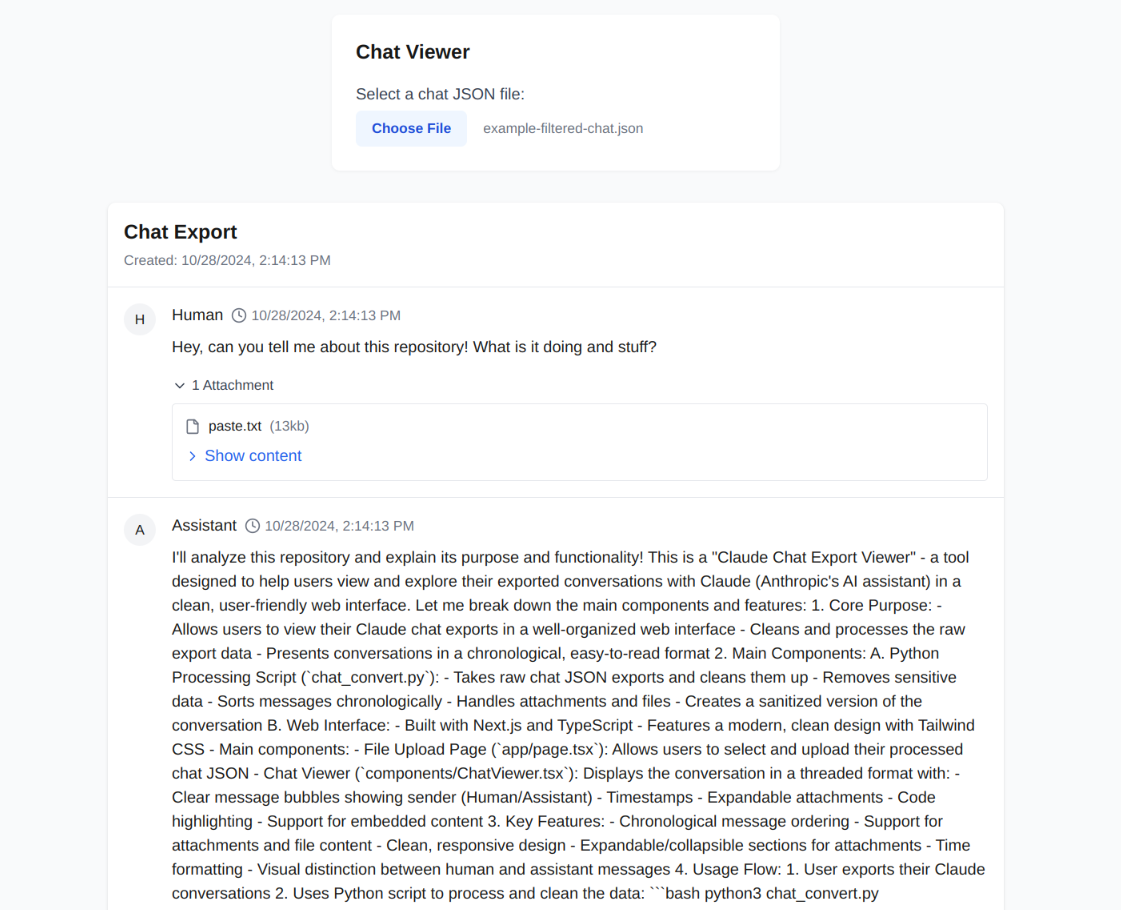 Chat Viewer
Select a chat JSON file:
Choose File example-filtered-chat.json
Chat Export
Created: 10/28/2024, 2:14:13 PM
H Human 10/28/2024, 2:14:13 PM
Hey, can you tell me about this repository! What is it doing and stuff?
1 Attachment
paste.txt (13kb)
Show content
A Assistant 10/28/2024, 2:14:13 PM
I'll analyze this repository and explain its purpose and functionality! This is a "Claude Chat Export Viewer" - a tool
designed to help users view and explore their exported conversations with Claude (Anthropic's AI assistant) in a
clean, user-friendly web interface. Let me break down the main components and features: 1. Core Purpose: -
Allows users to view their Claude chat exports in a well-organized web interface - Cleans and processes the raw
export data - Presents conversations in a chronological, easy-to-read format 2. Main Components: A. Python
Processing Script (`chat_convert.py`): - Takes raw chat JSON exports and cleans them up - Removes sensitive
data - Sorts messages chronologically - Handles attachments and files - Creates a sanitized version of the
conversation B. Web Interface: - Built with Next.js and TypeScript - Features a modern, clean design with Tailwind
CSS - Main components: - File Upload Page (`app/page.tsx`): Allows users to select and upload their processed
chat JSON - Chat Viewer (`components/ChatViewer.tsx`): Displays the conversation in a threaded format with: -
Clear message bubbles showing sender (Human/Assistant) - Timestamps - Expandable attachments - Code
highlighting - Support for embedded content 3. Key Features: - Chronological message ordering - Support for
attachments and file content - Clean, responsive design - Expandable/collapsible sections for attachments - Time
formatting - Visual distinction between human and assistant messages 4. Usage Flow: 1. User exports their Claude
conversations 2. Uses Python script to process and clean the data: ```bash python3 chat_convert.py